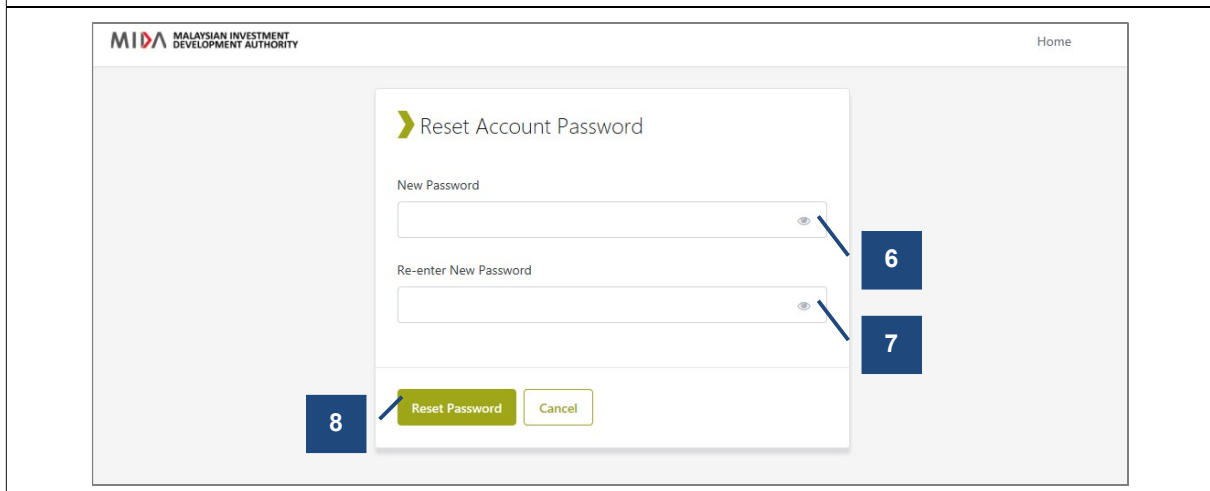 MIDA MALAYSIAN INVESTMENT
DEVELOPMENT AUTHORITY
Home
Reset Account Password
New Password
6
Re-enter New Password
7
8
Reset Password Cancel